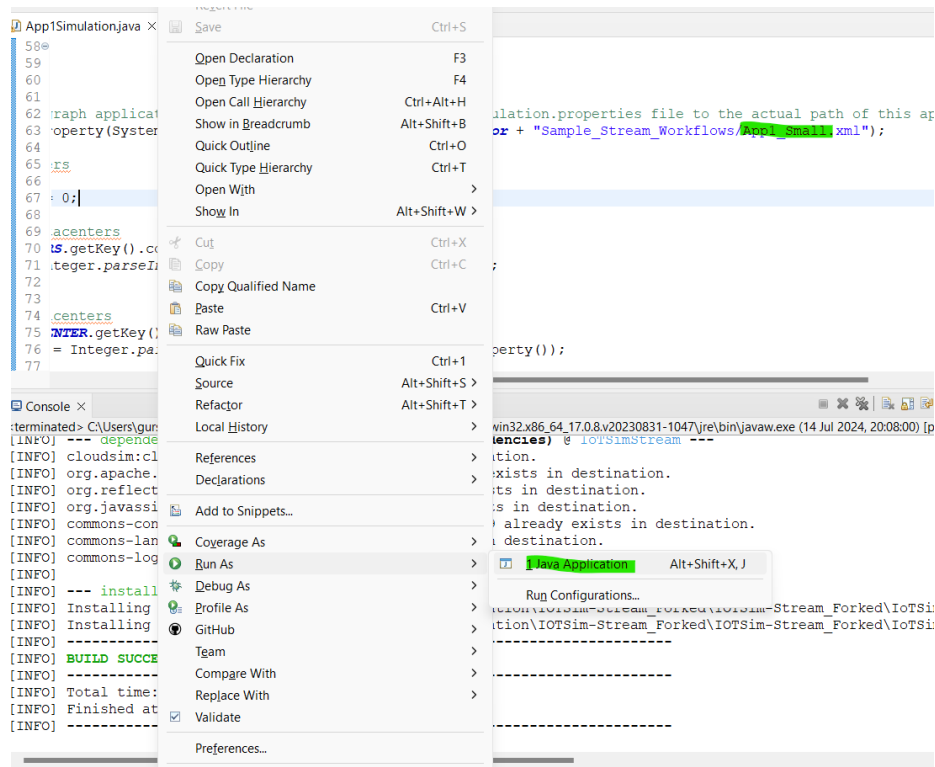 App1Simulation.java
Save Ctrl+S
58
59
60
61
62 raph applicat
ulation.properties file to the actual path of this ap
63 operty(System
or + "Sample_Stream_Workflows/App1_Small.xml");
64
65 rs
66
67 = 0;
68
69 acenters
70 RS.getKey().co
71 teger.parseIn
;
72
73
74 centers
75 NTER.getKey()
76 = Integer.pa
perty());
77
Open Declaration F3
Open Type Hierarchy F4
Open Call Hierarchy Ctrl+Alt+H
Show in Breadcrumb Alt+Shift+B
Quick Outline Ctrl+O
Quick Type Hierarchy Ctrl+T
Open With >
Show In Alt+Shift+W >
Cut Ctrl+X
Copy Ctrl+C
Copy Qualified Name
Paste Ctrl+V
Raw Paste
Quick Fix Ctrl+1
Source Alt+Shift+S >
Refactor Alt+Shift+T >
Local History >
References >
Declarations >
Add to Snippets...
Coverage As >
Run As >
Debug As >
Profile As >
GitHub >
Team >
Compare With >
Replace With >
Validate
Preferences...
1 Java Application Alt+Shift+X, J
Run Configurations...
Console
<terminated> C:\Users\gur
win32.x86_64_17.0.8.v20230831-1047\jre\bin\javaw.exe (14 Jul 2024, 20:08:00) [p
[INFO] --- depende
encies) @ IoTSimStream ---
[INFO] cloudsim:cl
tion.
[INFO] org.apache.
exists in destination.
[INFO] org.reflect
sts in destination.
[INFO] org.javassi
s in destination.
[INFO] commons-con
already exists in destination.
[INFO] commons-lan
destination.
[INFO] commons-log
[INFO]
[INFO] --- install
[INFO] Installing
tion\IOTSim-Stream_Forked\IOTSim-Stream_Forked\IoTSi
[INFO] Installing
tion\IOTSim-Stream_Forked\IOTSim-Stream_Forked\IoTSi
[INFO] ------------------------------------------------------------------------
[INFO] BUILD SUCCE
[INFO] ------------------------------------------------------------------------
[INFO] Total time:
[INFO] Finished at
[INFO] ------------------------------------------------------------------------